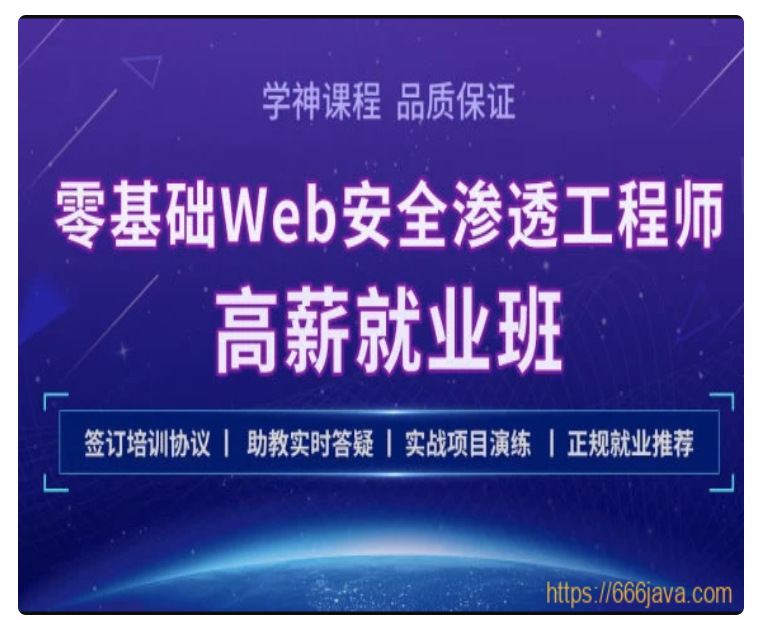 学神课程 品质保证
零基础Web安全渗透工程师
高薪就业班
签订培训协议 | 助教实时答疑 | 实战项目演练 | 正规就业推荐
https://666java.com